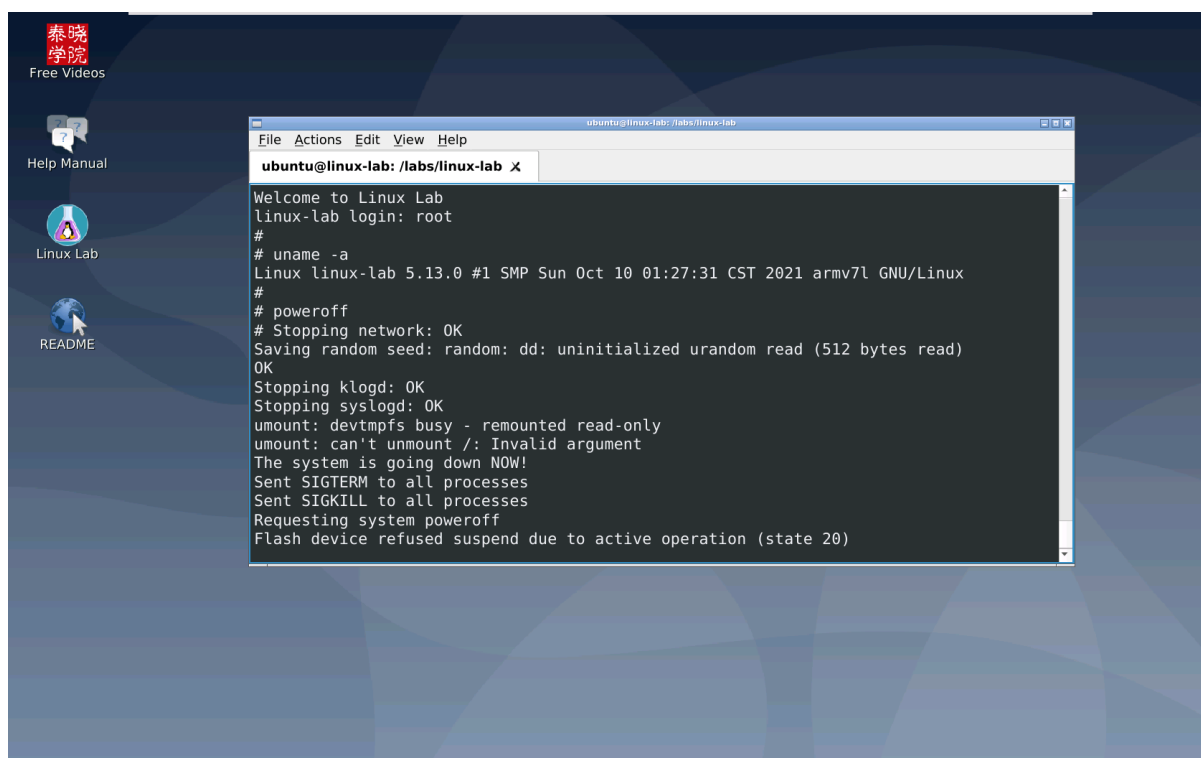 泰晓
学院
Free Videos
? ?
?
Help Manual
Linux Lab
README
ubuntu@linux-lab: /labs/linux-lab
File Actions Edit View Help
ubuntu@linux-lab: /labs/linux-lab
Welcome to Linux Lab
linux-lab login: root
#
# uname -a
Linux linux-lab 5.13.0 #1 SMP Sun Oct 10 01:27:31 CST 2021 armv7l GNU/Linux
#
# poweroff
# Stopping network: OK
Saving random seed: random: dd: uninitialized urandom read (512 bytes read)
OK
Stopping klogd: OK
Stopping syslogd: OK
umount: devtmpfs busy - remounted read-only
umount: can't unmount /: Invalid argument
The system is going down NOW!
Sent SIGTERM to all processes
Sent SIGKILL to all processes
Requesting system poweroff
Flash device refused suspend due to active operation (state 20)